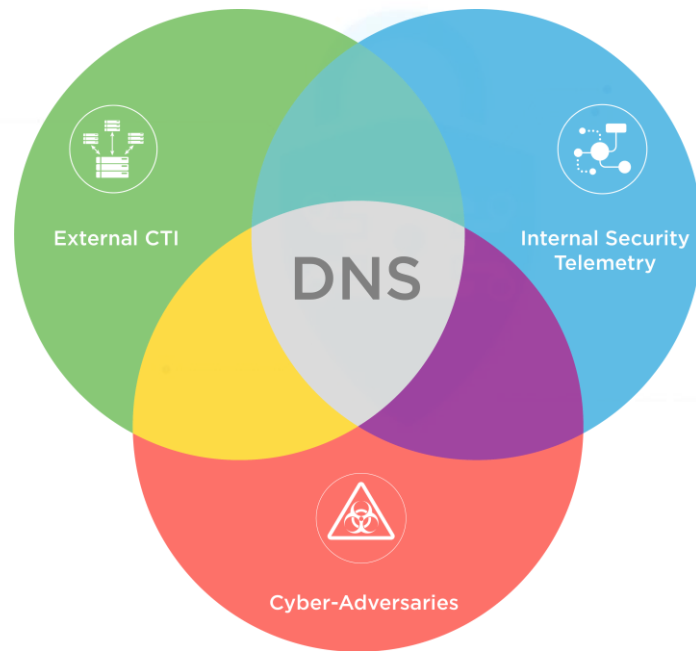 External CTI
Internal Security
Telemetry
DNS
Cyber-Adversaries